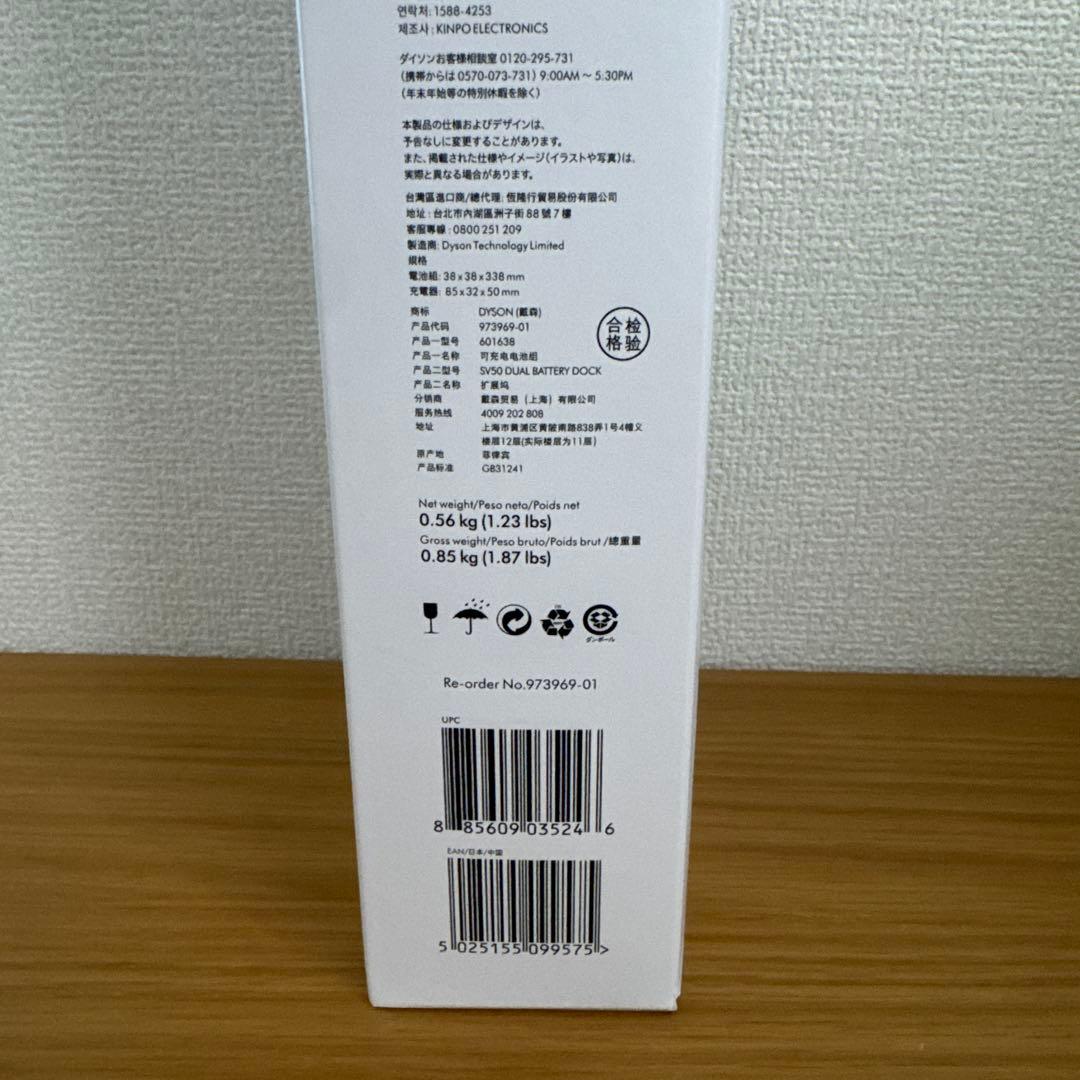 연락처: 1588-4253
제조사 : KINPO ELECTRONICS
ダイソンお客様相談室 0120-295-731
(携帯からは 0570-073-731) 9:00AM ～ 5:30PM
(年末年始等の特別休暇を除く)
本製品の仕様およびデザインは、
予告なしに変更することがあります。
また、掲載された仕様やイメージ(イラストや写真)は、
実際と異なる場合があります。
台灣區進口商/總代理: 恆隆行貿易股份有限公司
地址 : 台北市內湖區洲子街 88 號 7 樓
客服專線 : 0800 251 209
製造商: Dyson Technology Limited
規格
電池組: 38 x 38 x 338 mm
充電器: 85 x 32 x 50 mm
商标 DYSON (戴森)
产品代码 973969-01
产品一型号 601638
产品一名称 可充电电池组
产品二型号 SV50 DUAL BATTERY DOCK
产品二名称 扩展坞
分销商 戴森贸易（上海）有限公司
服务热线 4009 202 808
地址 上海市黄浦区黄陂南路838弄1号4幢义
楼层12层(实际楼层为11层)
原产地 菲律宾
产品标准 GB31241
合检
格验
Net weight/Peso neto/Poids net
0.56 kg (1.23 lbs)
Gross weight/Peso bruto/Poids brut /總重量
0.85 kg (1.87 lbs)
ダンボール
Re-order No.973969-01
UPC
8 85609 03524 6
EAN/日本/中国
5 025155 099575 >